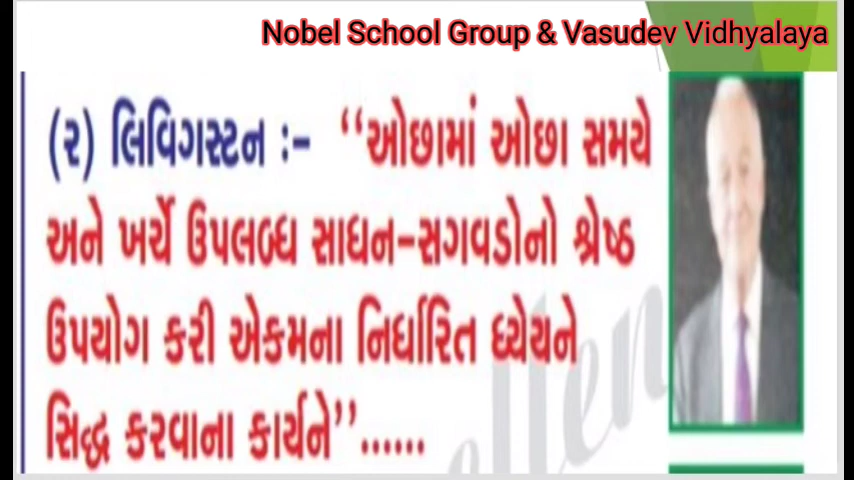 Nobel School Group & Vasudev Vidhyalaya
(૨) લિવિગસ્ટન :- “ઓછામાં ઓછા સમયે
અને ખર્ચે ઉપલબ્ધ સાધન-સગવડોનો શ્રેષ્ઠ
ઉપયોગ કરી એકમના નિર્ધારિત ધ્યેયને
સિદ્ધ કરવાના કાર્યને”......